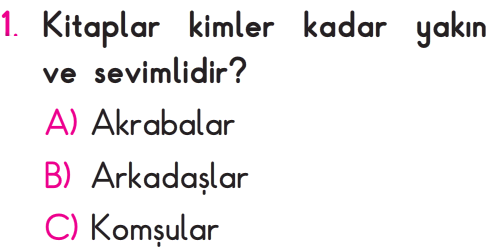 1. Kitaplar kimler kadar yakın
ve sevimlidir?
A) Akrabalar
B) Arkadaşlar
C) Komşular